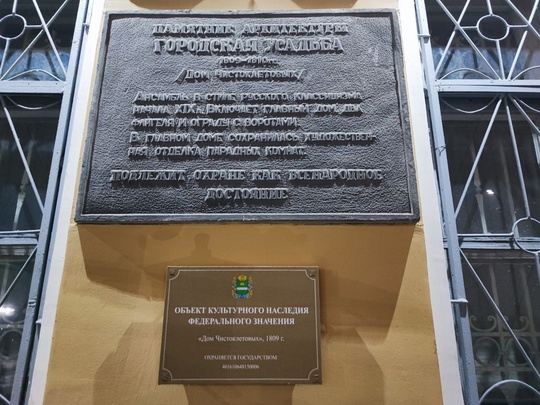 ПАМЯТНИК АРХИТЕКТУРЫ
ГОРОДСКАЯ УСАДЬБА
1809-1810гг.
/Дом Чистоклетовых/
Ансамбль в стиле русского классицизма
начала XIXв. Включает главный дом, два
флигеля и ограду с воротами.
В главном доме сохранилась художествен-
ная отделка парадных комнат.
ПОДЛЕЖИТ ОХРАНЕ КАК ВСЕНАРОДНОЕ
ДОСТОЯНИЕ
ОБЪЕКТ КУЛЬТУРНОГО НАСЛЕДИЯ
ФЕДЕРАЛЬНОГО ЗНАЧЕНИЯ
«Дом Чистоклетовых», 1809 г.
ОХРАНЯЕТСЯ ГОСУДАРСТВОМ
401610648150006